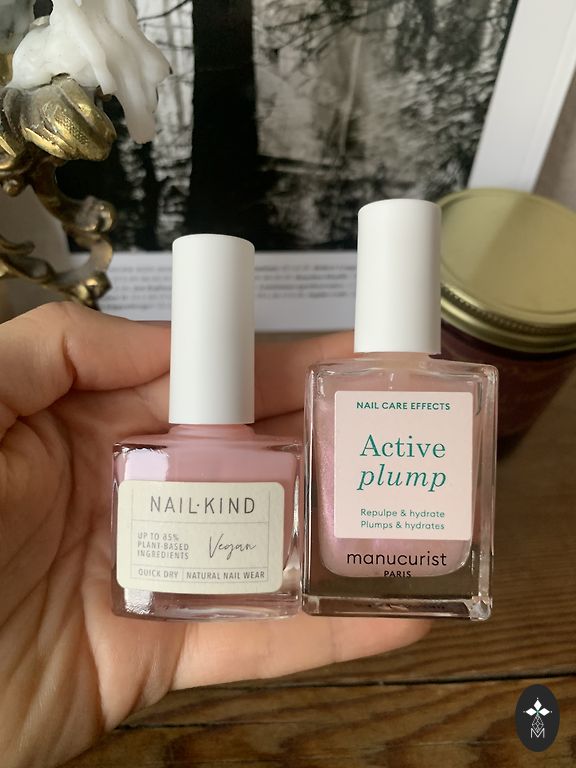 NAIL·KIND
UP TO 85%
PLANT-BASED
INGREDIENTS
Vegan
QUICK DRY
NATURAL NAIL WEAR
NAIL CARE EFFECTS
Active
plump
Repulpe & hydrate
Plumps & hydrates
manucurist
PARIS